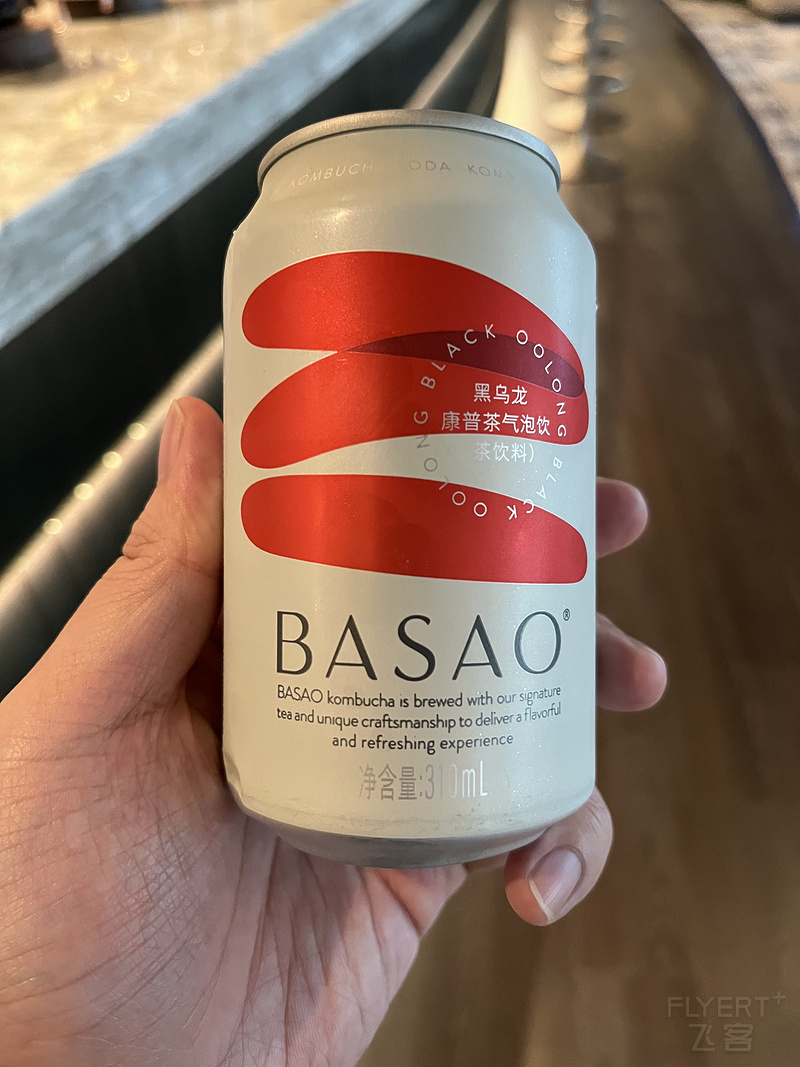 KOMBUCHA SODA KOM
BLACK OOLONG BLACK OOLONG
黑乌龙
康普茶气泡饮
茶饮料）
BASAO®
BASAO kombucha is brewed with our signature
tea and unique craftsmanship to deliver a flavorful
and refreshing experience
净含量:310mL
FLYERT+
飞客